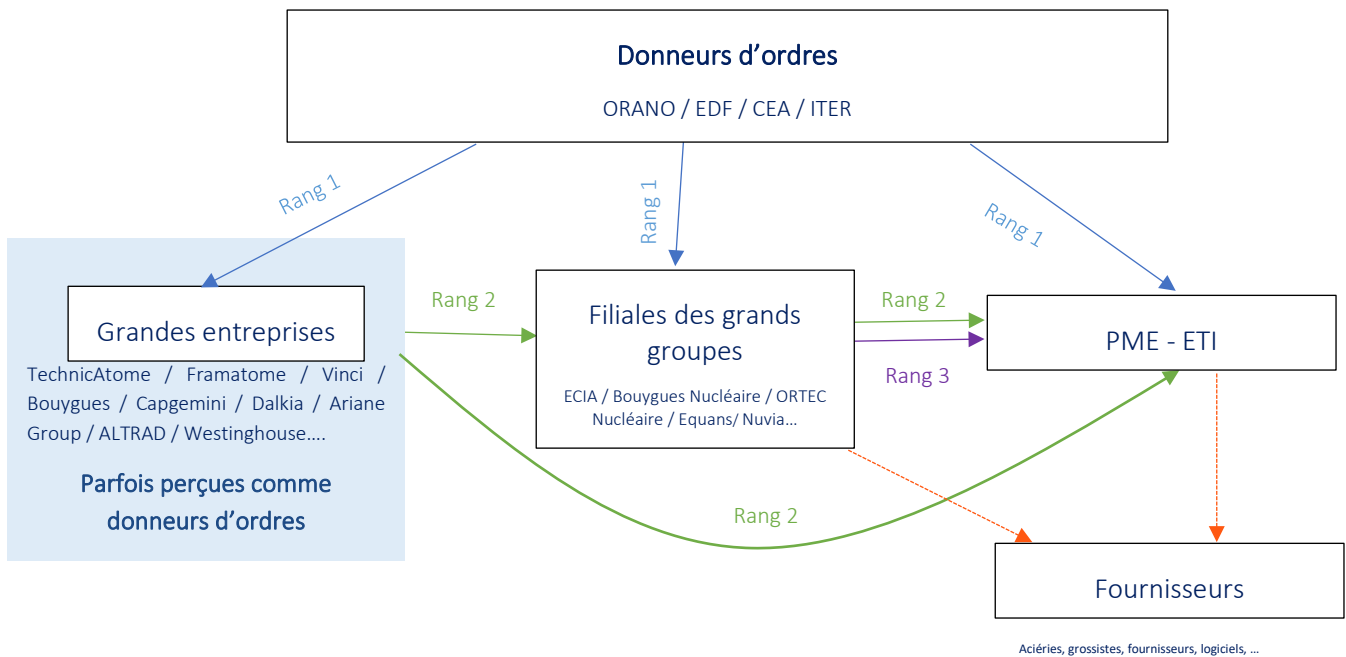 Donneurs d’ordres
ORANO / EDF / CEA / ITER
Rang 1
Rang 1
Rang 1
Grandes entreprises
TechnicAtome / Framatome / Vinci /
Bouygues / Capgemini / Dalkia / Ariane
Group / ALTRAD / Westinghouse….
Parfois perçues comme
donneurs d’ordres
Rang 2
Filiales des grands
groupes
ECIA / Bouygues Nucléaire / ORTEC
Nucléaire / Equans/ Nuvia…
Rang 2
Rang 3
PME - ETI
Rang 2
Fournisseurs
Aciéries, grossistes, fournisseurs, logiciels, …